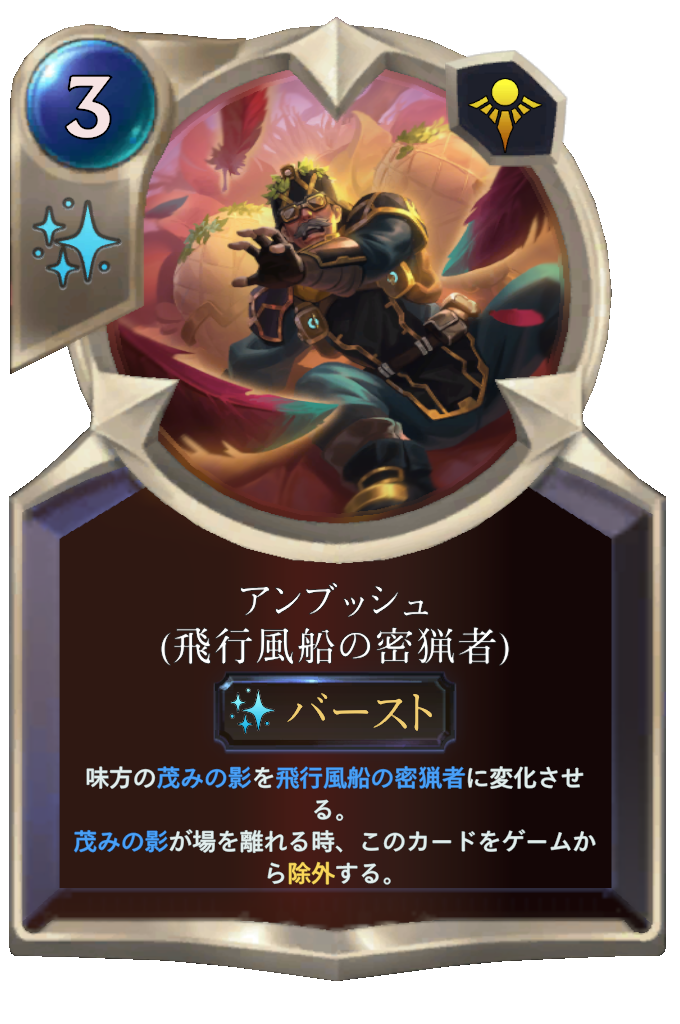 3
アンブッシュ
(飛行風船の密猟者)
バースト
味方の茂みの影を飛行風船の密猟者に変化させ
る。
茂みの影が場を離れる時、このカードをゲームか
ら除外する。